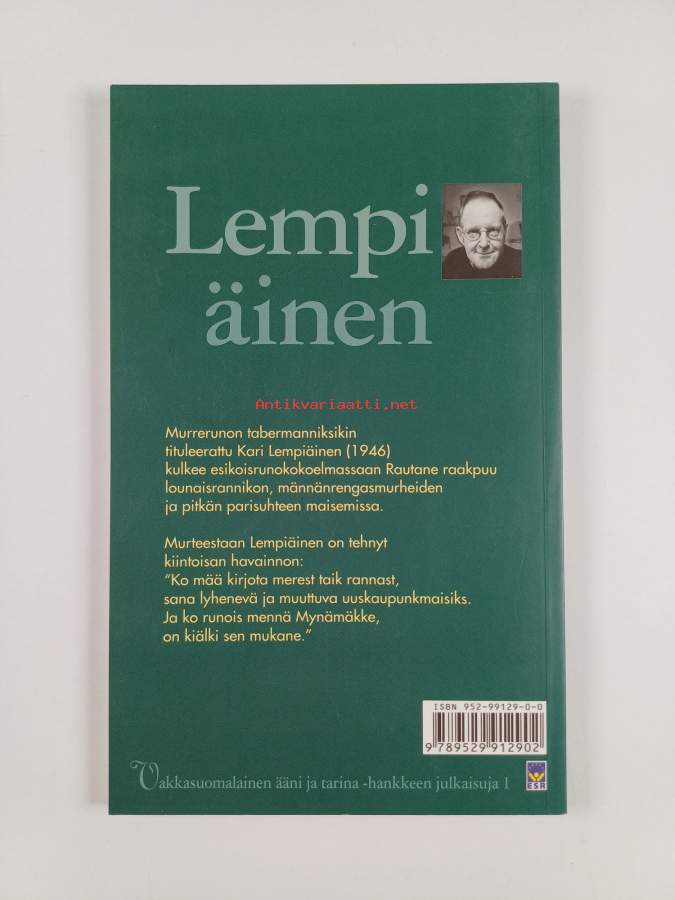 Lempi
äinen
Antikvariaatti.net
Murrerunon tabermanniksikin
tituleerattu Kari Lempiäinen (1946)
kulkee esikoisrunokokoelmassaan Rautane raakpuu
lounaisrannikon, männänrengasmurheiden
ja pitkän parisuhteen maisemissa.
Murteestaan Lempiäinen on tehnyt
kiintoisan havainnon:
“Ko mää kirjota merest taik rannast,
sana lyhenevä ja muuttuva uuskaupunkmaisiks.
Ja ko runois mennä Mynämäkke,
on kiälki sen mukane.”
ISBN 952-99129-0-0
9 789529 912902
Vakkasuomalainen ääni ja tarina -hankkeen julkaisuja 1
ESR